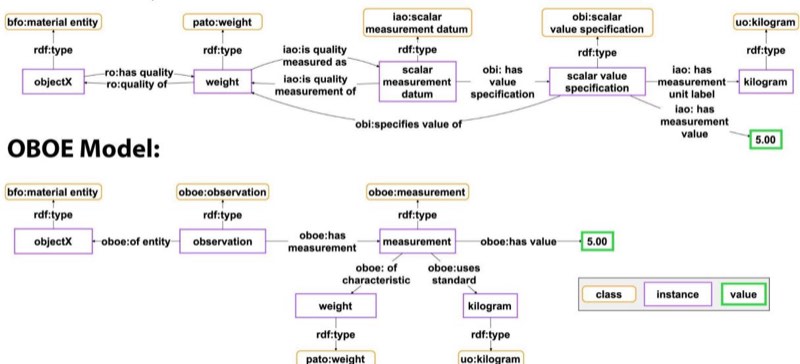 bfo:material entity
pato:weight
iao:scalar
measurement datum
obi:scalar
value specification
uo:kilogram
rdf:type
rdf:type
rdf:type
rdf:type
rdf:type
objectX
ro:has quality
ro:quality of
weight
iao:is quality
measured as
iao:is quality
measurement of
scalar
measurement
datum
obi: has
value
specification
scalar value
specification
iao: has
measurement
unit label
kilogram
iao: has
measurement
value
5.00
obi:specifies value of
OBOE Model:
bfo:material entity
oboe:observation
oboe:measurement
rdf:type
rdf:type
rdf:type
objectX
oboe:of entity
observation
oboe:has
measurement
measurement
oboe:has value
5.00
oboe: of
characteristic
oboe:uses
standard
weight
kilogram
rdf:type
rdf:type
pato:weight
uo:kilogram
class
instance
value